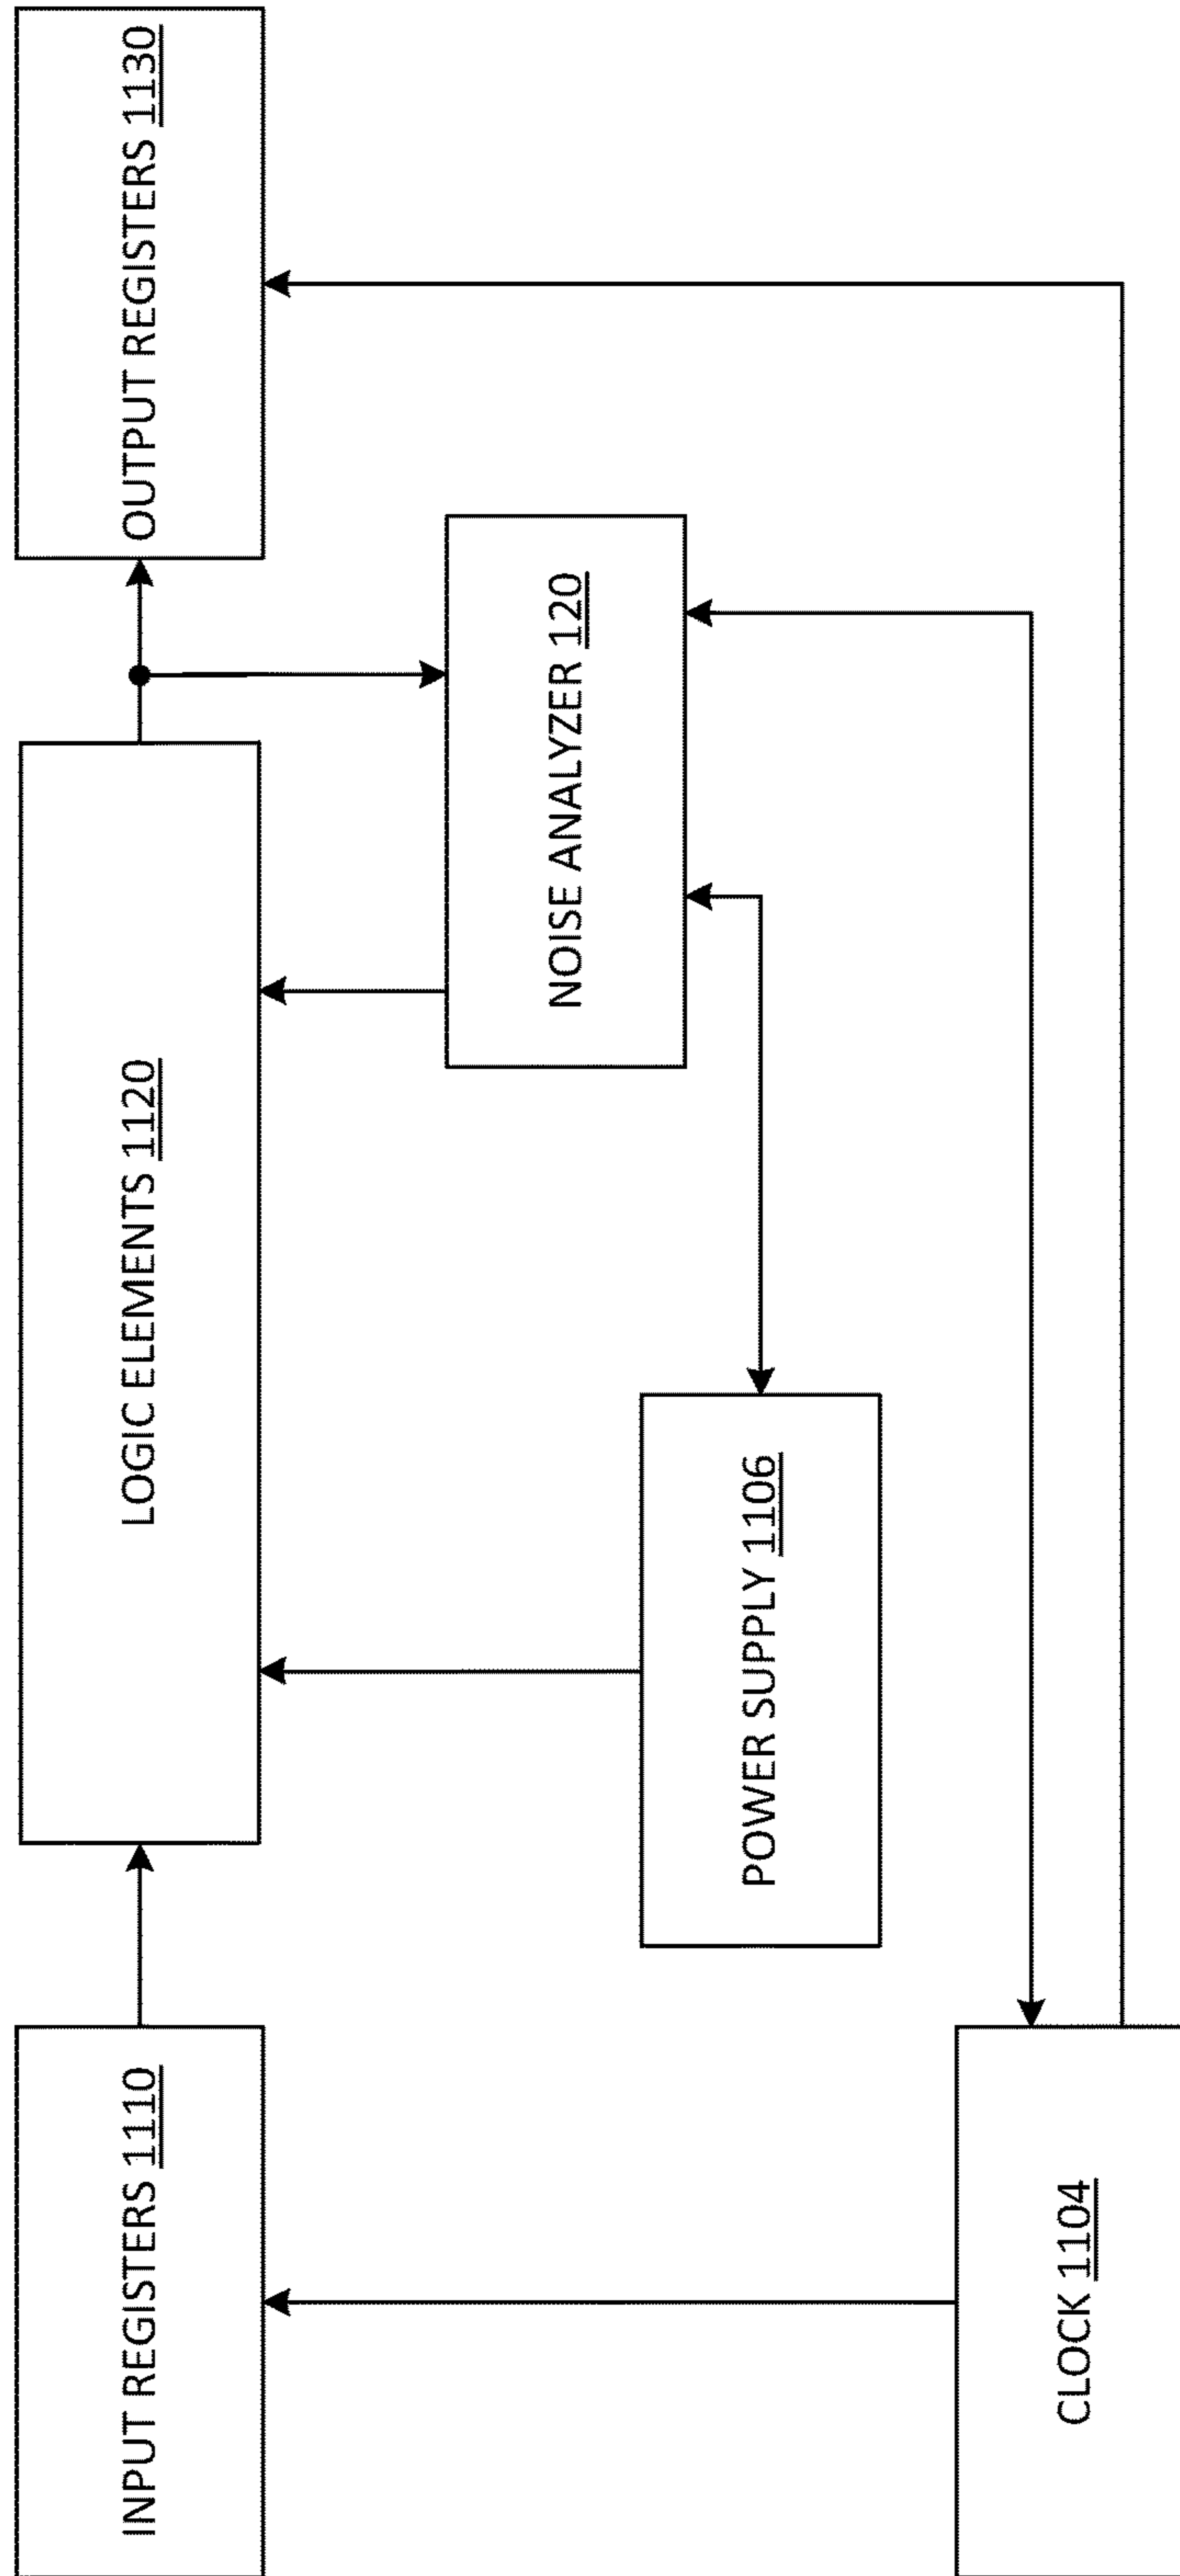 INPUT REGISTERS 1110
LOGIC ELEMENTS 1120
OUTPUT REGISTERS 1130
NOISE ANALYZER 120
POWER SUPPLY 1106
CLOCK 1104